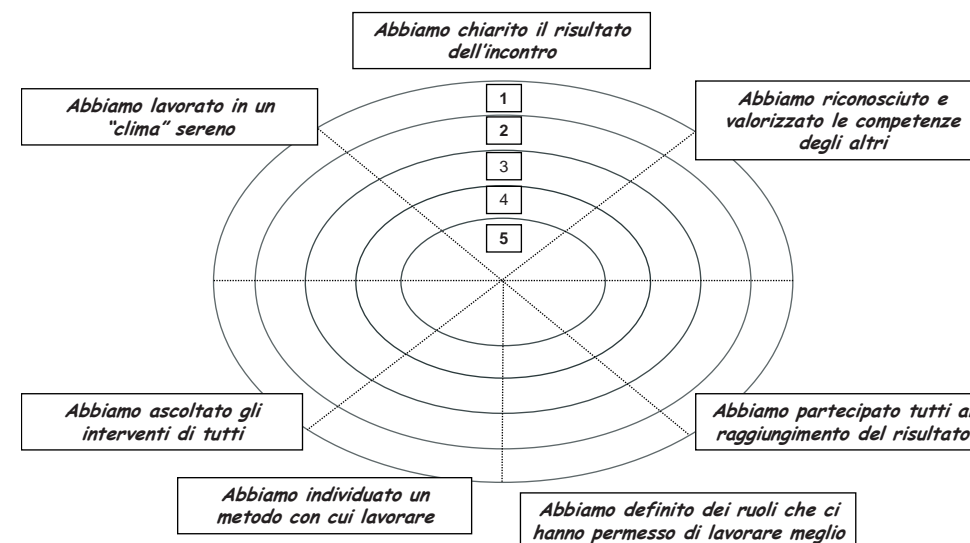 Abbiamo chiarito il risultato
dell'incontro
Abbiamo lavorato in un
"clima" sereno
Abbiamo riconosciuto e
valorizzato le competenze
degli altri
1
2
3
4
5
Abbiamo ascoltato gli
interventi di tutti
Abbiamo partecipato tutti al
raggiungimento del risultato
Abbiamo individuato un
metodo con cui lavorare
Abbiamo definito dei ruoli che ci
hanno permesso di lavorare meglio